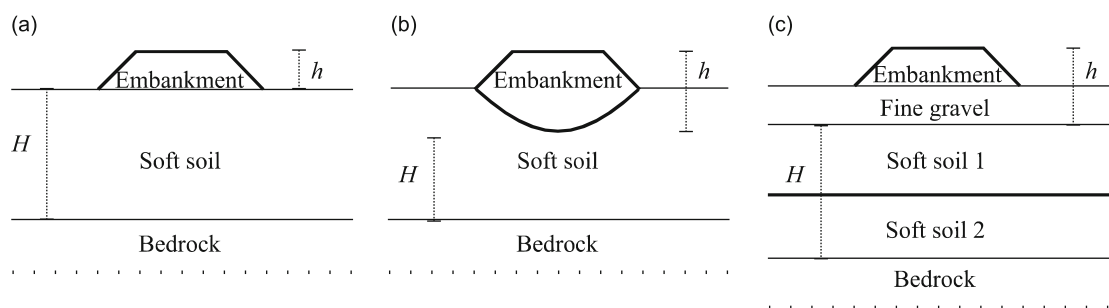 (a)
Embankment
h
H
Soft soil
Bedrock
(b)
Embankment
h
Soft soil
H
Bedrock
(c)
Embankment
h
Fine gravel
Soft soil 1
H
Soft soil 2
Bedrock